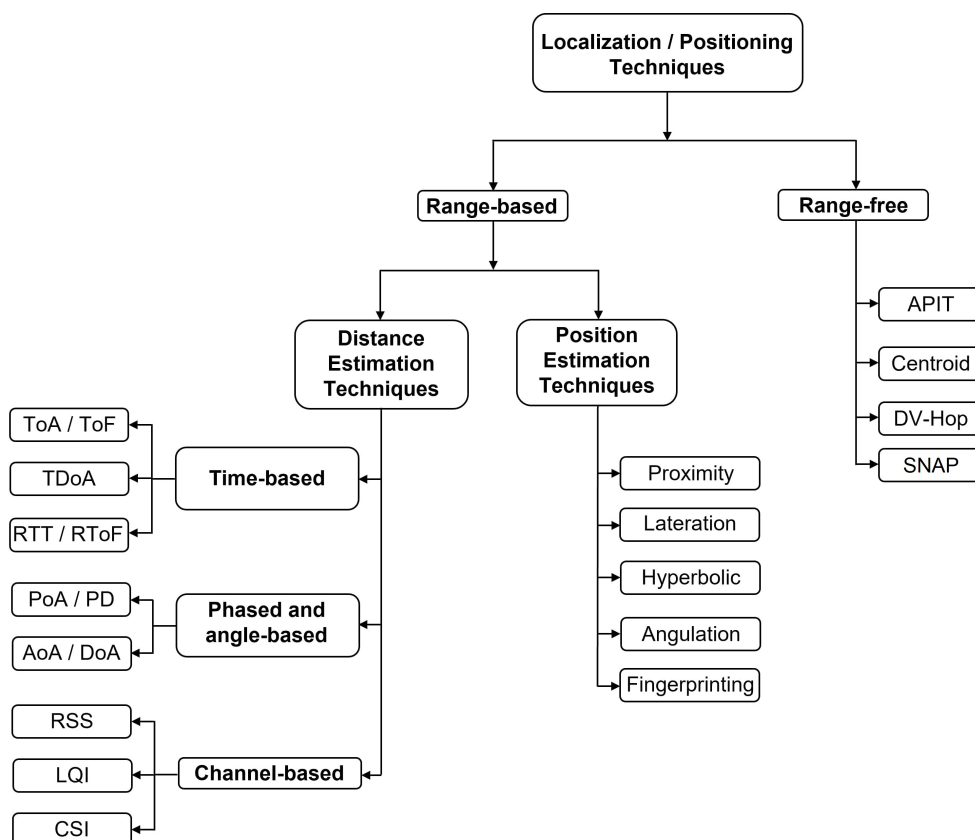 Localization / Positioning
Techniques
Range-based
Range-free
APIT
Centroid
DV-Hop
SNAP
Distance
Estimation
Techniques
Position
Estimation
Techniques
ToA / ToF
TDoA
RTT / RToF
Time-based
PoA / PD
AoA / DoA
Phased and
angle-based
RSS
LQI
CSI
Channel-based
Proximity
Lateration
Hyperbolic
Angulation
Fingerprinting